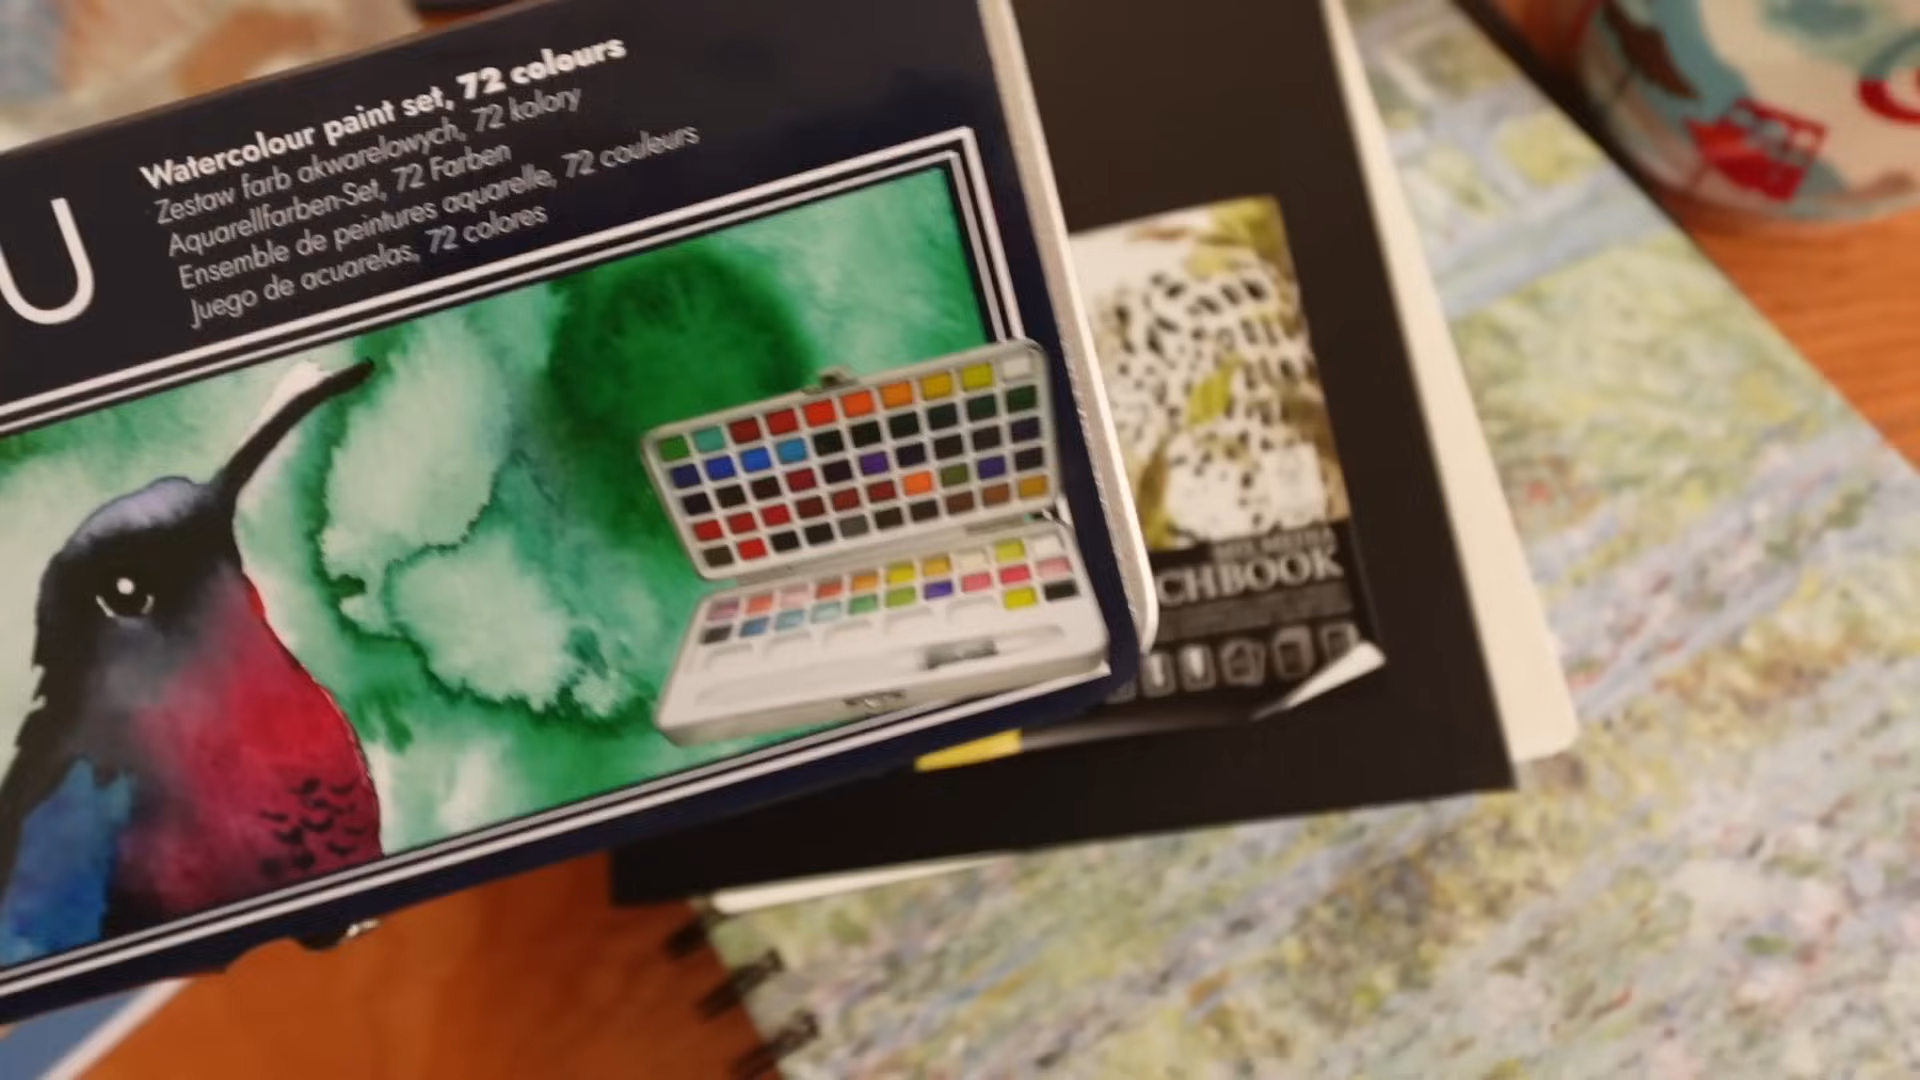 U
Watercolour paint set, 72 colours
Zestaw farb akwarelowych, 72 kolory
Aquarellfarben-Set, 72 Farben
Ensemble de peintures aquarelle, 72 couleurs
Juego de acuarelas, 72 colores
CHBOOK